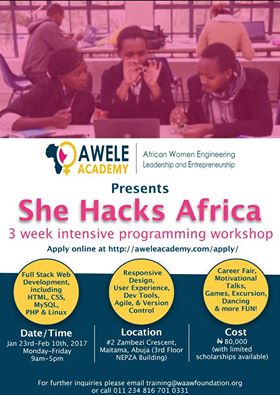 AWELE
ACADEMY
African Women Engineering
Leadership and Entrepreneurship
Presents
She Hacks Africa
3 week intensive programming workshop
Apply online at http://aweleacademy.com/apply/
Full Stack Web
Development,
including
HTML, CSS,
MySQL,
PHP & Linux
Responsive
Design,
User Experience,
Dev Tools,
Agile, & Version
Control
Career Fair,
Motivational
Talks,
Games, Excursion,
Dancing
& more FUN!
Date/Time
Jan 23rd-Feb 10th, 2017
Monday-Friday
9am-5pm
Location
#2 Zambezi Crescent,
Maitama, Abuja (3rd Floor
NEPZA Building)
Cost
₦ 80,000
(with limited
scholarships available)
For further inquiries please email training@waawfoundation.org
or call 011 234 816 701 0331